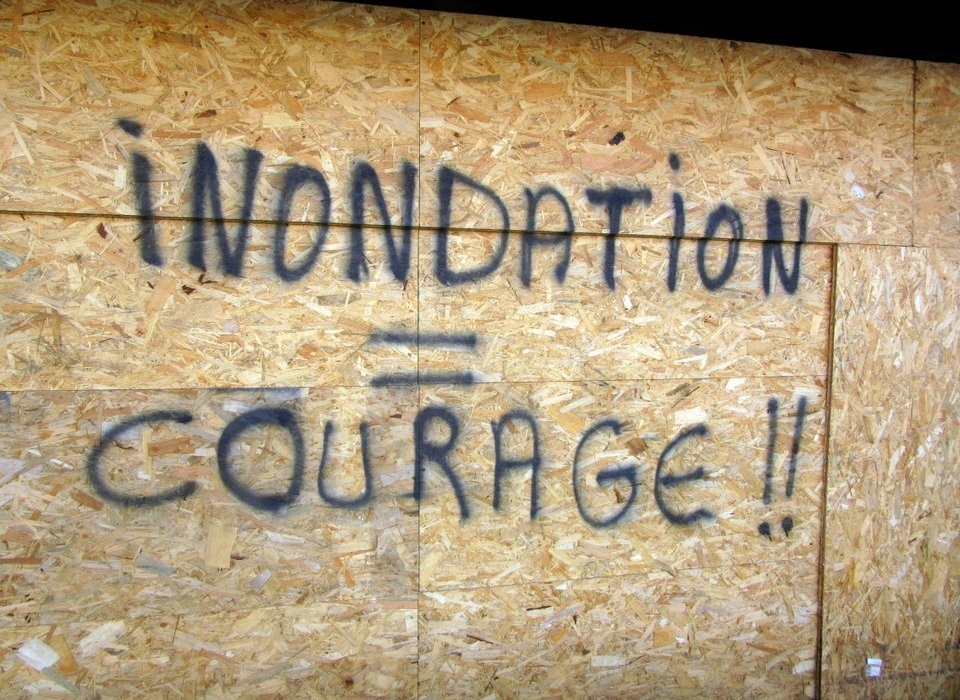 INONDATION
=
COURAGE !!